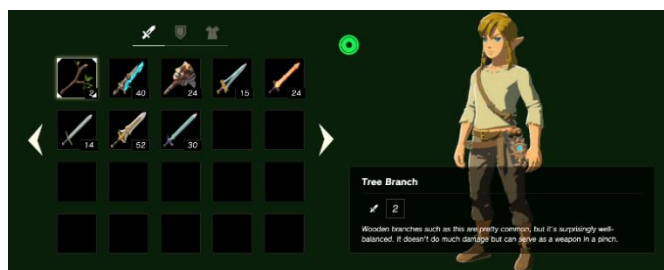 2 40 24 15 24
14 52 30
Tree Branch
2
Wooden branches such as this are pretty common, but it's surprisingly well-
balanced. It doesn't do much damage but can serve as a weapon in a pinch.